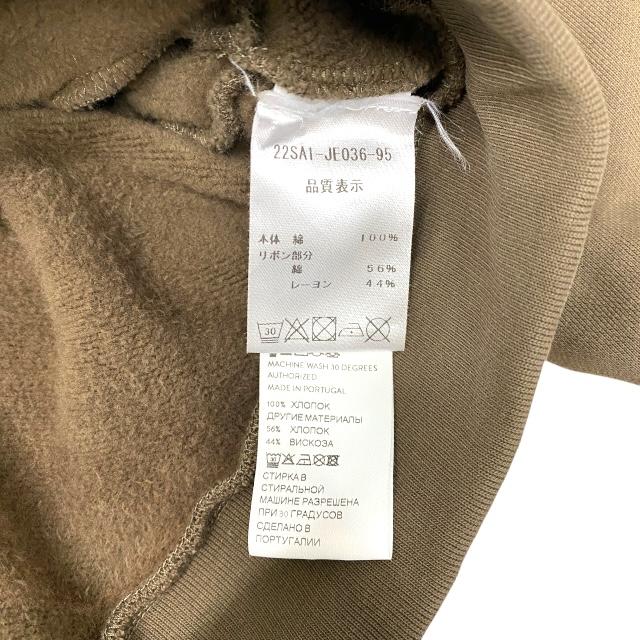 22SA1-JE036-95
品質表示
本体 綿 100%
リボン部分
綿 56%
レーヨン 44%
30
MACHINE WASH 30 DEGREES
AUTHORIZED
MADE IN PORTUGAL
100% ХЛОПОК
ДРУГИЕ МАТЕРИАЛЫ
56% ХЛОПОК
44% ВИСКОЗА
СТИРКА В
СТИРАЛЬНОЙ
МАШИНЕ РАЗРЕШЕНА
ПРИ 30 ГРАДУСОВ
СДЕЛАНО В
ПОРТУГАЛИИ